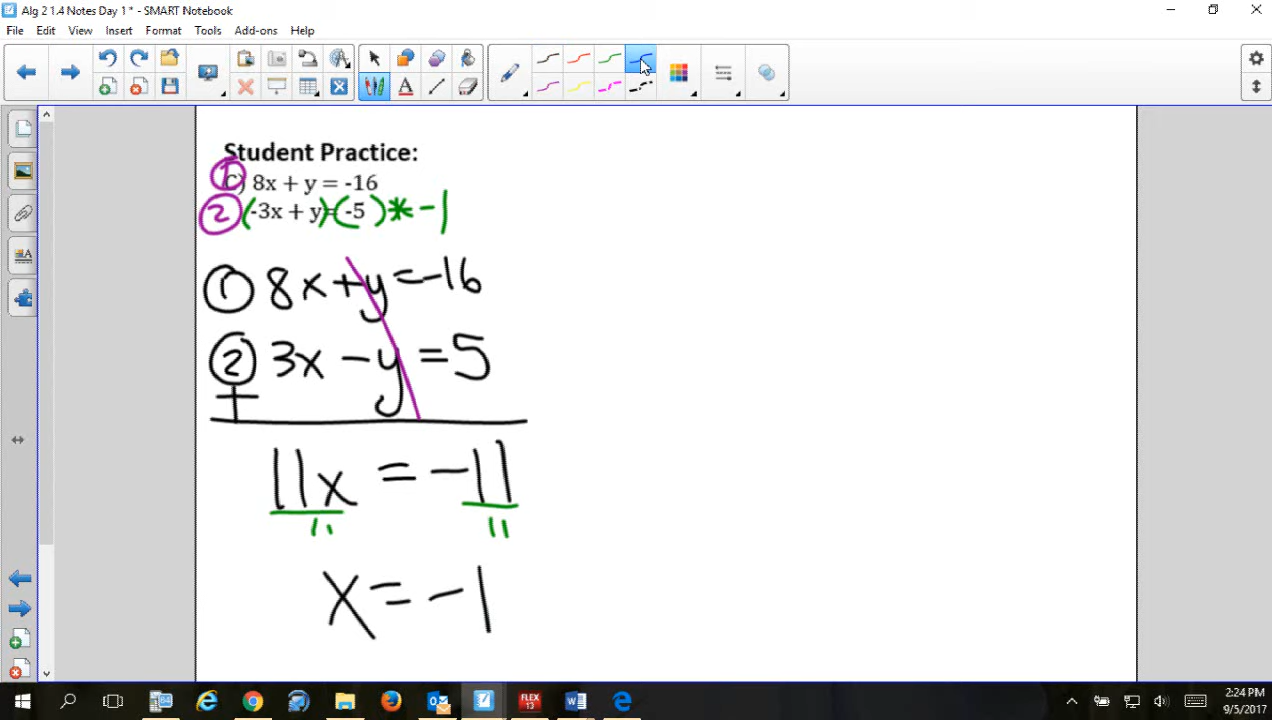 Alg 2 1.4 Notes Day 1 * - SMART Notebook
File Edit View Insert Format Tools Add-ons Help
Student Practice:
① C) 8x + y = -16
② (-3x + y)=(-5 )* -1
① 8x+y=-16
② 3x -y =5
+
11x = -11
11 11
x= -1
FLEX
13
2:24 PM
9/5/2017